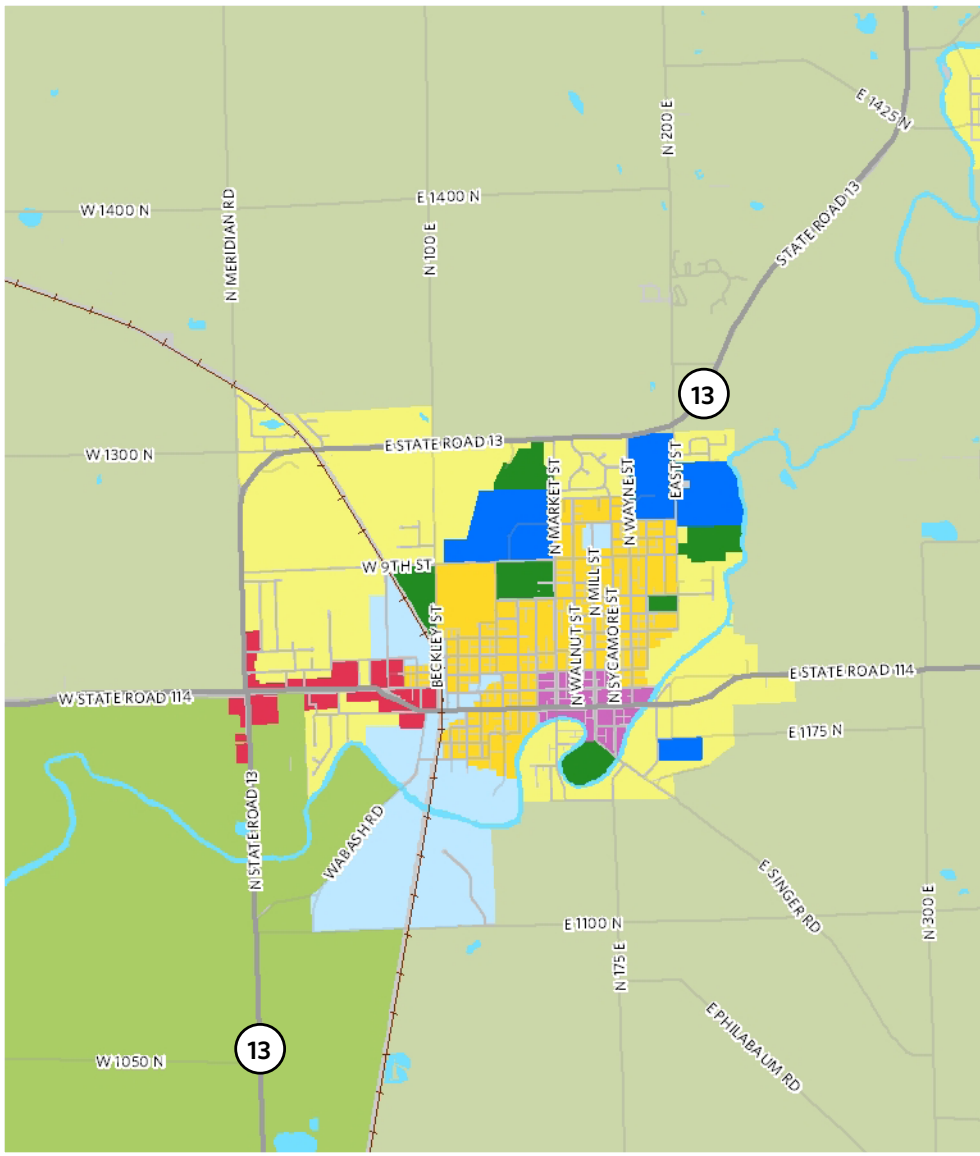 E 1425 N
N 200 E
W 1400 N
E 1400 N
N MERIDIAN RD
N 100 E
STATE ROAD 13
13
E STATE ROAD 13
W 1300 N
N MARKET ST
N WAYNE ST
EAST ST
W 9TH ST
N MILL ST
BECKLEY ST
N WALNUT ST
N SYCAMORE ST
E STATE ROAD 114
W STATE ROAD 114
E 1175 N
N STATE ROAD 13
WABASH RD
E SINGER RD
E 1100 N
N 300 E
N 175 E
E PHILABAUM RD
13
W 1050 N